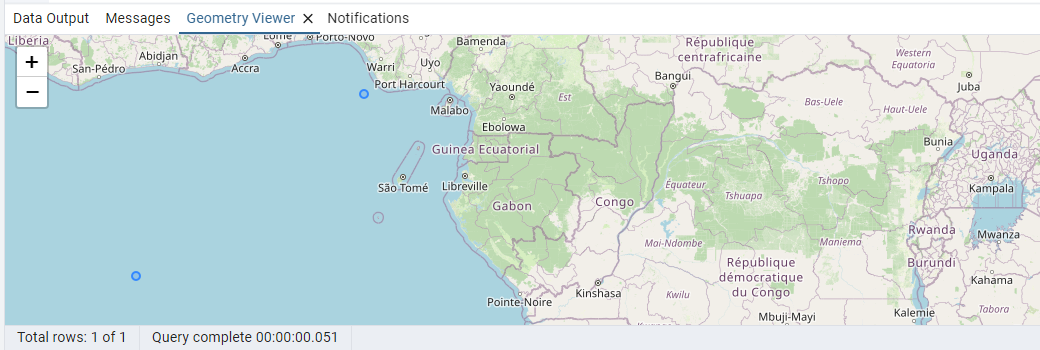 Data Output Messages Geometry Viewer × Notifications
Liberia
Lomé
Porto-Novo
Bamenda
République
centrafricaine
Abidjan
Accra
San-Pédro
Warri
Uyo
Western
Equatoria
+
Port Harcourt
Yaoundé
Bangui
Juba
−
Malabo
Est
Bas-Uele
Haut-Uele
Ebolowa
Bunia
Guinea Ecuatorial
Uganda
São Tomé
Libreville
Équateur
Tshuapa
Tshopo
Kampala
Gabon
Congo
Rwanda
Mwanza
Mai-Ndombe
Maniema
République
démocratique
du Congo
Burundi
Kahama
Pointe-Noire
Kinshasa
Kwilu
Tabora
Mbuji-Mayi
Kalemie
Total rows: 1 of 1 Query complete 00:00:00.051